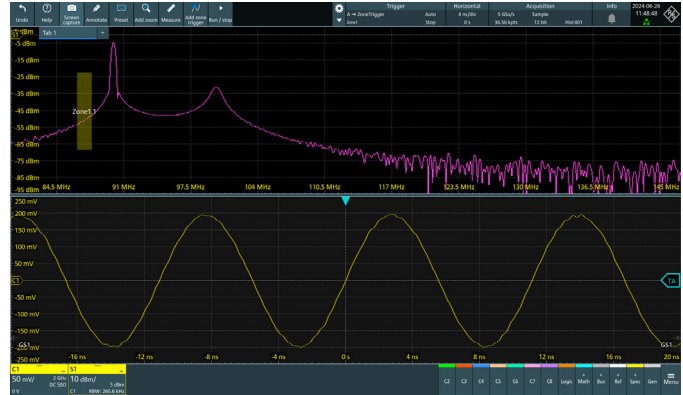 Undo Help Screen capture Annotate Preset Add zoom Measure Add zone trigger Run / stop
Trigger Horizontal Acquisition Info 2024-06-26
A → ZoneTrigger Auto 4 ns/div 5 GSa/s Sample 11:48:48
Zone1 Stop 0 s 36.56 kpts 12 bit Hist401
Tab 1 +
S1
-5 dBm
-15 dBm
-25 dBm
-35 dBm
-45 dBm
Zone1.1
-55 dBm
-65 dBm
-75 dBm
-85 dBm
-95 dBm 84.5 MHz 91 MHz 97.5 MHz 104 MHz 110.5 MHz 117 MHz 123.5 MHz 130 MHz 136.5 MHz 145 MHz
250 mV
200 mV
150 mV
100 mV
50 mV
C1 TA
-50 mV
-100 mV
-150 mV
GS1 GS1
-250 mV -16 ns -12 ns -8 ns -4 ns 0 s 4 ns 8 ns 12 ns 16 ns 20 ns
C1 S1
50 mV/ 2 GHz 10 dBm/
DC 50Ω 5 dBm
0 V C1 RBW: 260.6 kHz
C2 C3 C4 C5 C6 C7 C8 Logic Math Bus Ref Spec Gen Menu